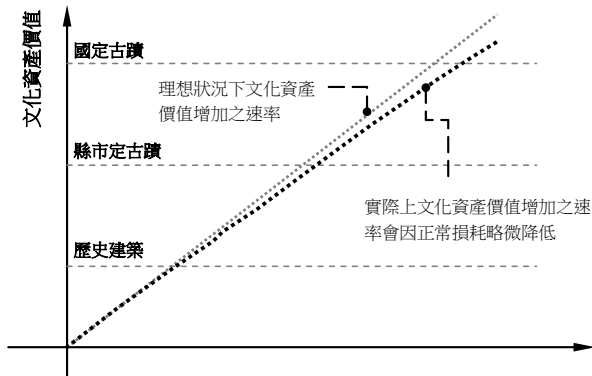 文化資產價值
國定古蹟
理想狀況下文化資產
價值增加之速率
縣市定古蹟
實際上文化資產價值增加之速
率會因正常損耗略微降低
歷史建築